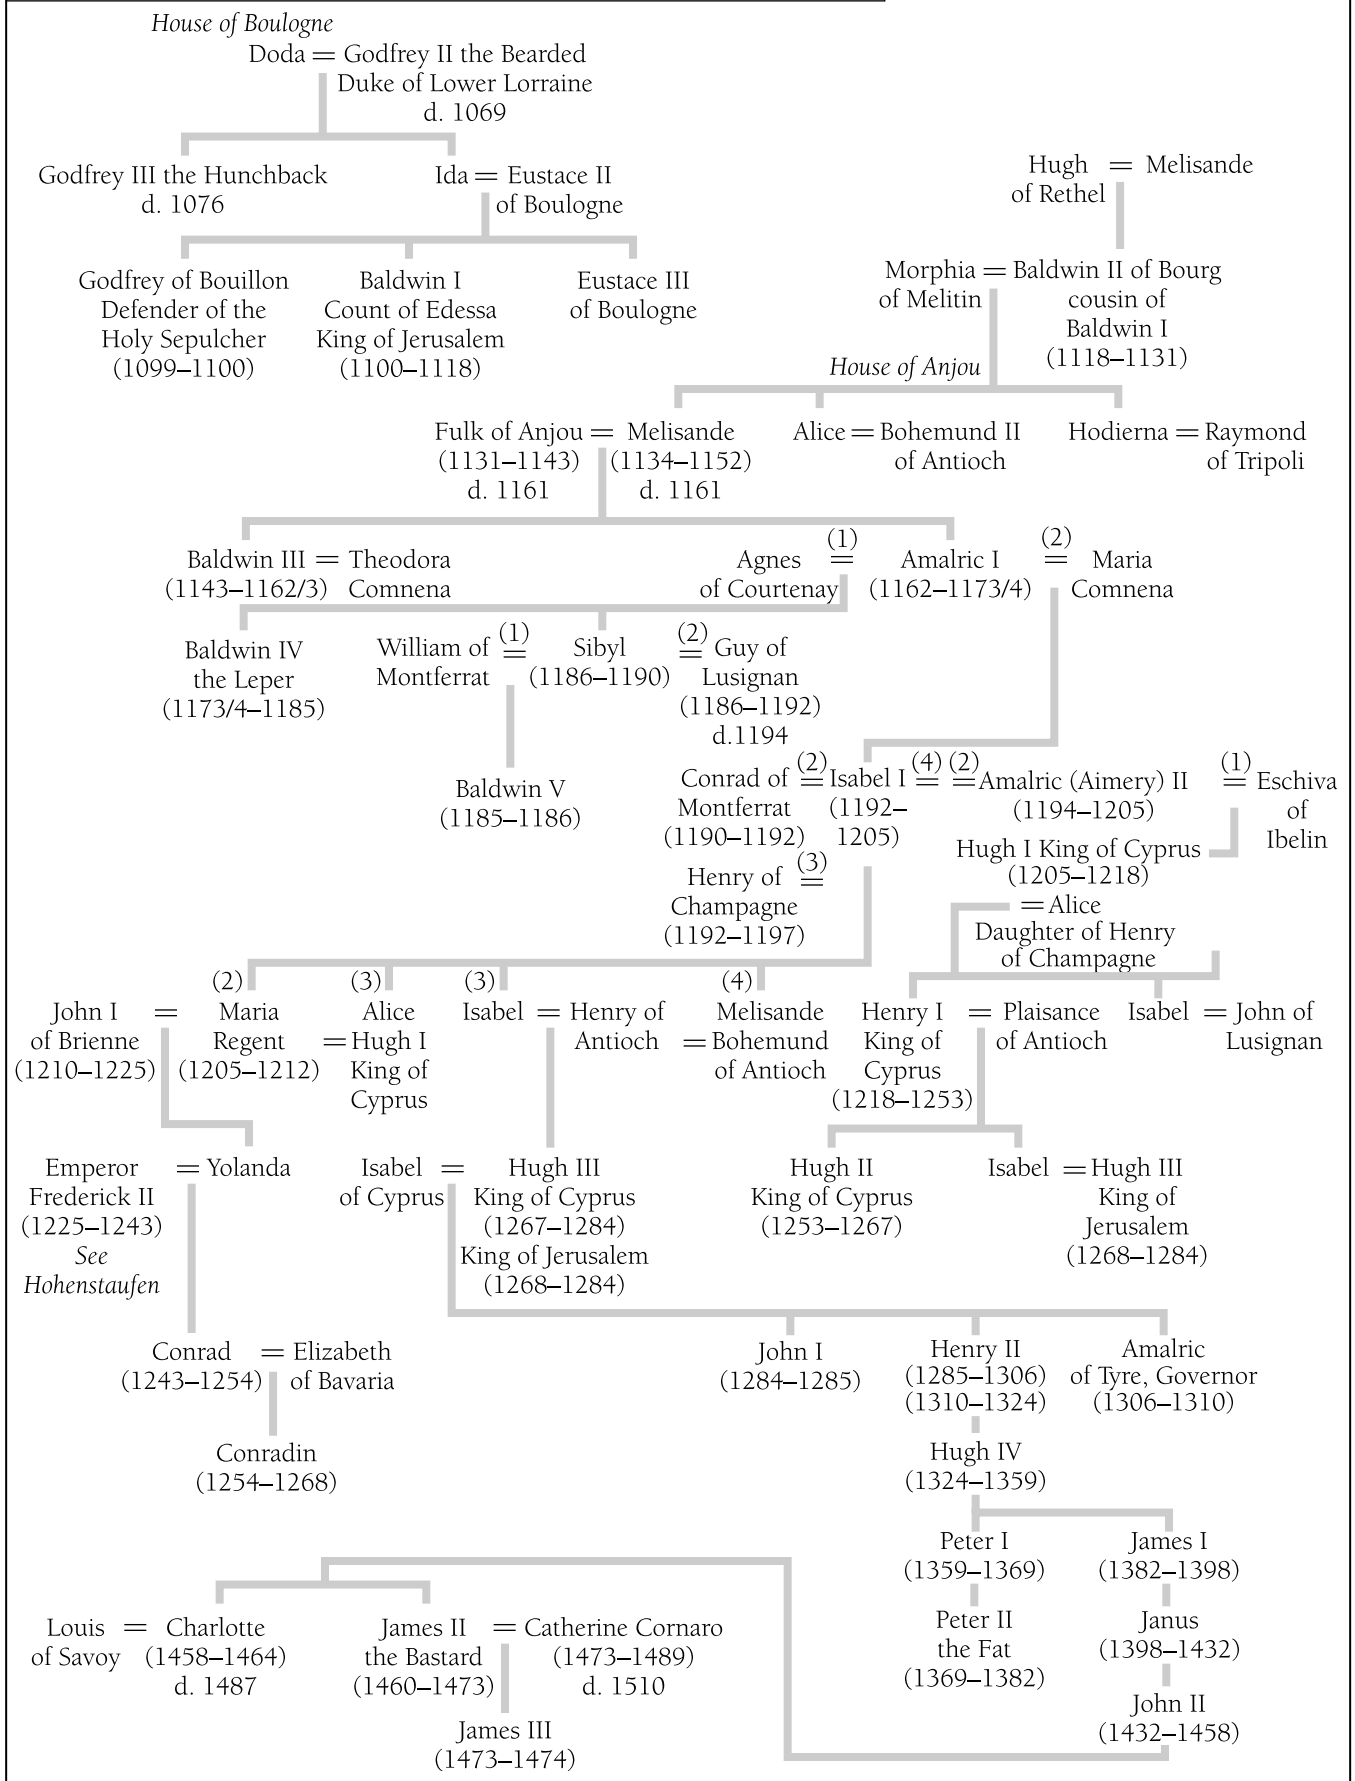 House of Boulogne
Doda = Godfrey II the Bearded
Duke of Lower Lorraine
d. 1069
Godfrey III the Hunchback
d. 1076
Ida = Eustace II
of Boulogne
Hugh = Melisande
of Rethel
Godfrey of Bouillon
Defender of the
Holy Sepulcher
(1099–1100)
Baldwin I
Count of Edessa
King of Jerusalem
(1100–1118)
Eustace III
of Boulogne
Morphia = Baldwin II of Bourg
of Melitin
cousin of
Baldwin I
(1118–1131)
House of Anjou
Fulk of Anjou = Melisande
(1131–1143) (1134–1152)
d. 1161 d. 1161
Alice = Bohemund II
of Antioch
Hodierna = Raymond
of Tripoli
Baldwin III = Theodora
(1143–1162/3) Comnena
Agnes (1) = Amalric I (2) = Maria
of Courtenay (1162–1173/4) Comnena
Baldwin IV
the Leper
(1173/4–1185)
William of (1) = Sibyl (2) = Guy of
Montferrat (1186–1190) Lusignan
(1186–1192)
d.1194
Baldwin V
(1185–1186)
Conrad of (2) = Isabel I (4) = (2) = Amalric (Aimery) II (1) = Eschiva
Montferrat (1192– (1194–1205) of
(1190–1192) 1205) Ibelin
Hugh I King of Cyprus
(1205–1218)
Henry of (3) =
Champagne
(1192–1197)
= Alice
Daughter of Henry
of Champagne
(2) (3) (3) (4)
John I = Maria Alice Isabel = Henry of Melisande
of Brienne Regent = Hugh I Antioch = Bohemund
(1210–1225) (1205–1212) King of of Antioch
Cyprus
Henry I = Plaisance
King of of Antioch
Cyprus
(1218–1253)
Isabel = John of
Lusignan
Emperor = Yolanda
Frederick II
(1225–1243)
See
Hohenstaufen
Isabel = Hugh III
of Cyprus King of Cyprus
(1267–1284)
King of Jerusalem
(1268–1284)
Hugh II
King of Cyprus
(1253–1267)
Isabel = Hugh III
King of
Jerusalem
(1268–1284)
Conrad = Elizabeth
(1243–1254) of Bavaria
John I
(1284–1285)
Henry II
(1285–1306)
(1310–1324)
Amalric
of Tyre, Governor
(1306–1310)
Conradin
(1254–1268)
Hugh IV
(1324–1359)
Peter I
(1359–1369)
James I
(1382–1398)
Louis = Charlotte
of Savoy (1458–1464)
d. 1487
James II = Catherine Cornaro
the Bastard (1473–1489)
(1460–1473) d. 1510
Peter II
the Fat
(1369–1382)
Janus
(1398–1432)
James III
(1473–1474)
John II
(1432–1458)